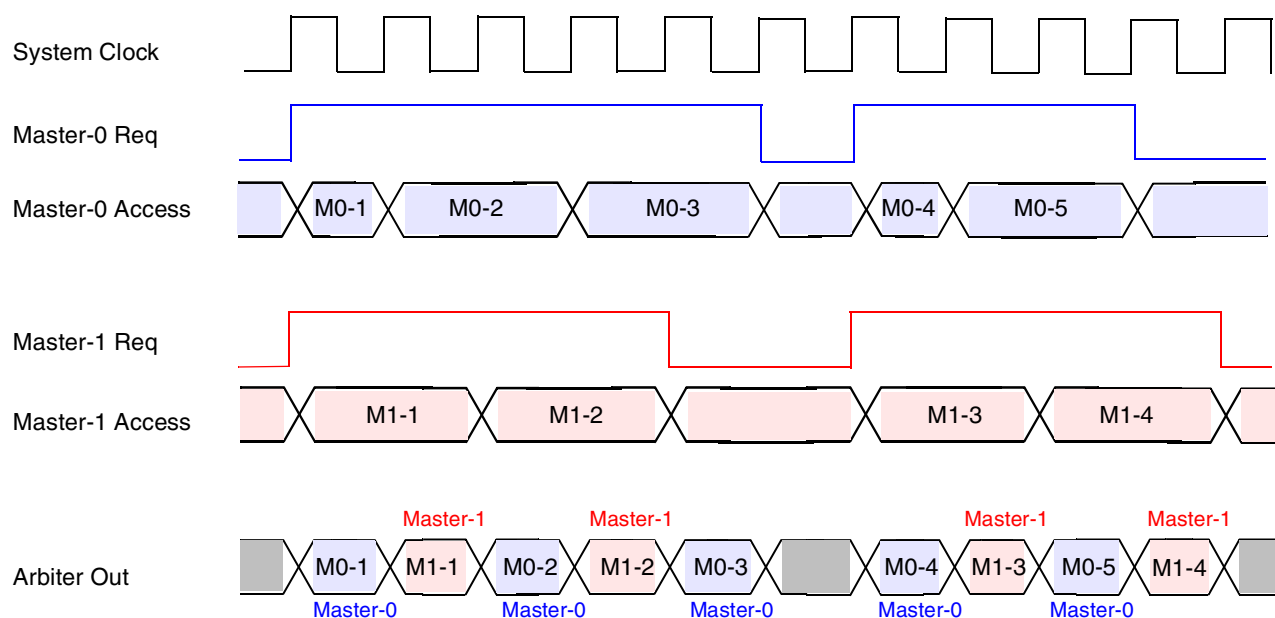 System Clock
Master-0 Req
Master-0 Access
M0-1 M0-2 M0-3 M0-4 M0-5
Master-1 Req
Master-1 Access
M1-1 M1-2 M1-3 M1-4
Master-1 Master-1 Master-1 Master-1
Arbiter Out
M0-1 M1-1 M0-2 M1-2 M0-3 M0-4 M1-3 M0-5 M1-4
Master-0 Master-0 Master-0 Master-0 Master-0